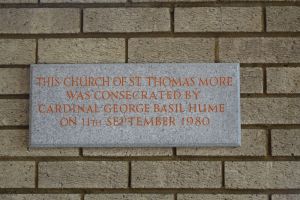 THIS CHURCH OF ST. THOMAS MORE
WAS CONSECRATED BY
CARDINAL GEORGE BASIL HUME
ON 11TH SEPTEMBER 1980